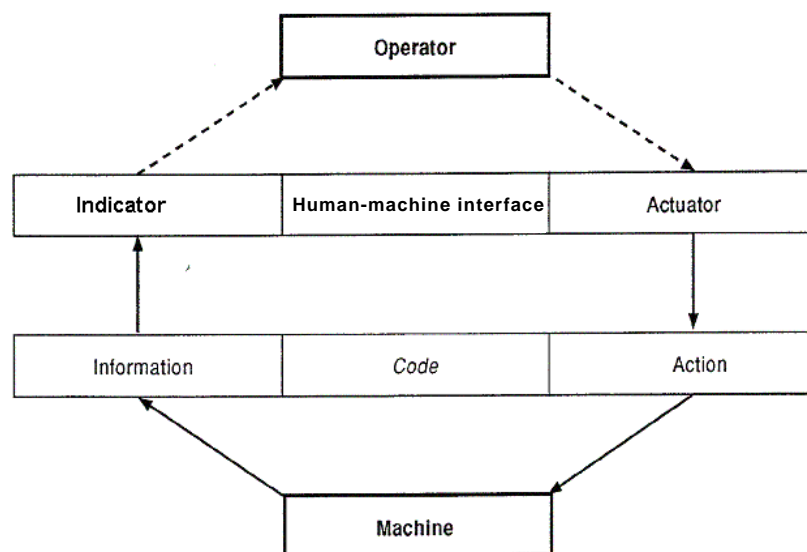 Operator
Indicator
Human-machine interface
Actuator
Information
Code
Action
Machine